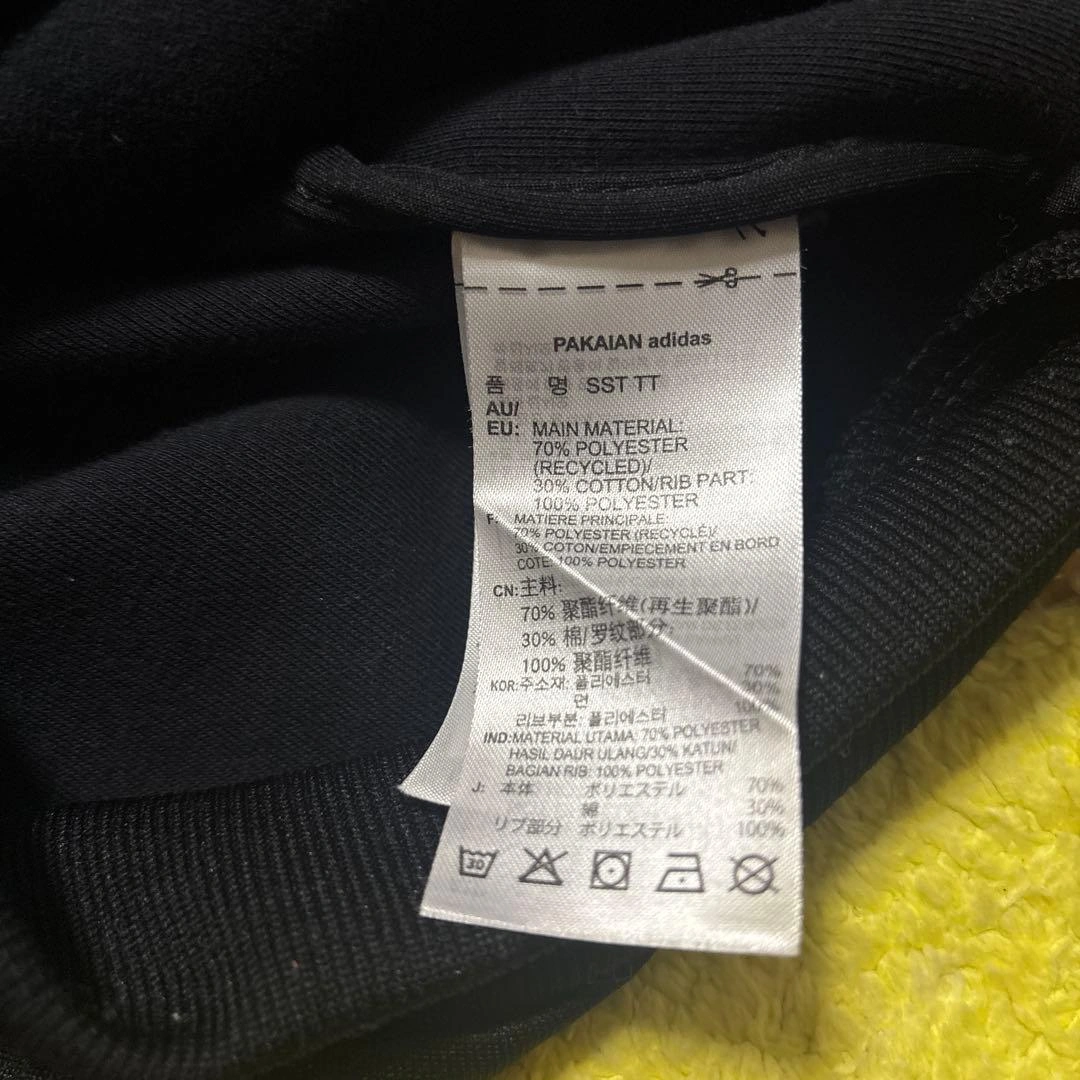 PAKAIAN adidas
품 명 SST TT
AU/
EU: MAIN MATERIAL:
70% POLYESTER
(RECYCLED)/
30% COTTON/RIB PART:
100% POLYESTER
F: MATIERE PRINCIPALE:
70% POLYESTER (RECYCLÉ)/
30% COTON/EMPIECEMENT EN BORD
COTE: 100% POLYESTER
CN:主料:
70% 聚酯纤维(再生聚酯)/
30% 棉/罗纹部分:
100% 聚酯纤维
KOR:주소재: 폴리에스터 70%
면 30%
리브부분: 폴리에스터 100%
IND:MATERIAL UTAMA: 70% POLYESTER
HASIL DAUR ULANG/30% KATUN/
BAGIAN RIB: 100% POLYESTER
J: 本体 ポリエステル 70%
綿 30%
リブ部分 ポリエステル 100%
30